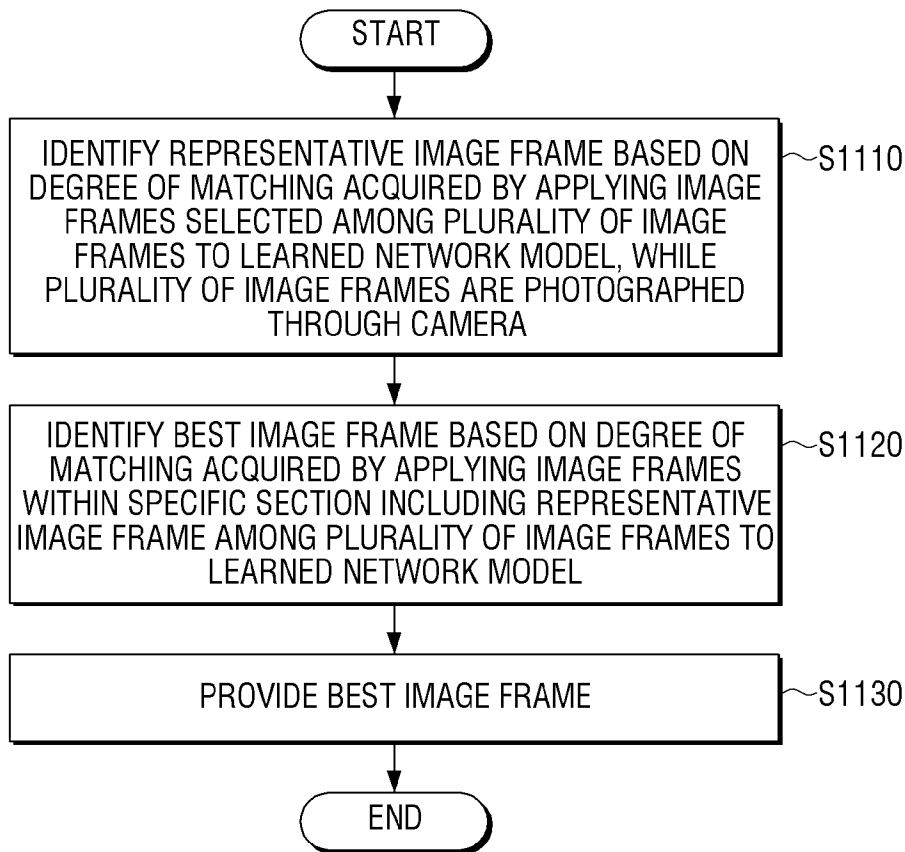 START
IDENTIFY REPRESENTATIVE IMAGE FRAME BASED ON
DEGREE OF MATCHING ACQUIRED BY APPLYING IMAGE
FRAMES SELECTED AMONG PLURALITY OF IMAGE
FRAMES TO LEARNED NETWORK MODEL, WHILE
PLURALITY OF IMAGE FRAMES ARE PHOTOGRAPHED
THROUGH CAMERA
S1110
IDENTIFY BEST IMAGE FRAME BASED ON DEGREE OF
MATCHING ACQUIRED BY APPLYING IMAGE FRAMES
WITHIN SPECIFIC SECTION INCLUDING REPRESENTATIVE
IMAGE FRAME AMONG PLURALITY OF IMAGE FRAMES TO
LEARNED NETWORK MODEL
S1120
PROVIDE BEST IMAGE FRAME
S1130
END